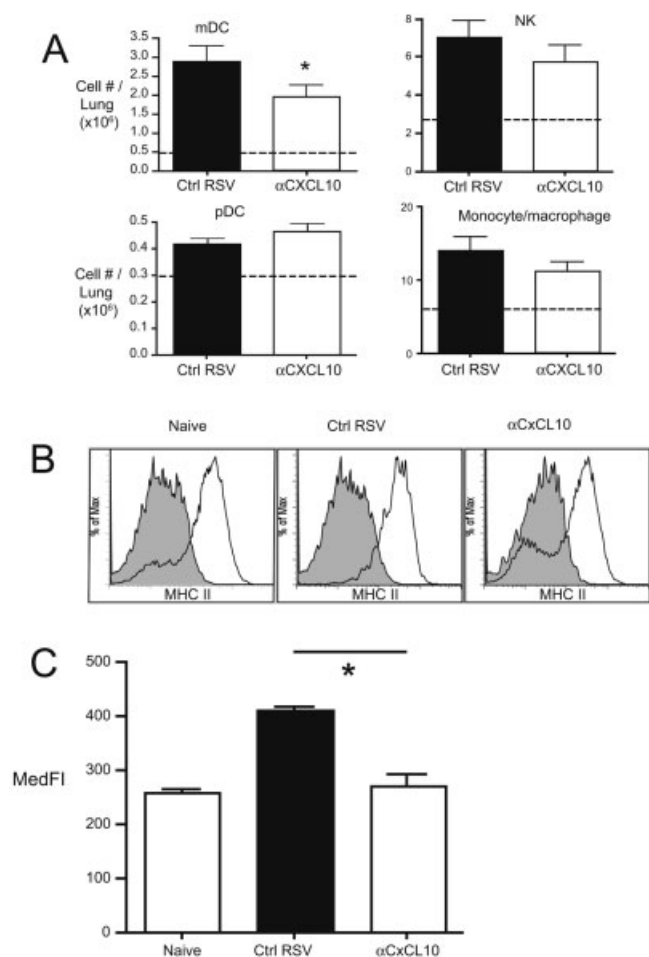 A
mDC
Cell # /
Lung
(x10⁶)
3.5
3.0
2.5
2.0
1.5
1.0
0.5
0.0
*
Ctrl RSV
αCXCL10
NK
8
6
4
2
0
Ctrl RSV
αCXCL10
pDC
Cell # /
Lung
(x10⁶)
0.6
0.5
0.4
0.3
0.2
0.1
0.0
Ctrl RSV
αCXCL10
Monocyte/macrophage
20
15
10
5
0
Ctrl RSV
αCXCL10
B
Naive
Ctrl RSV
αCxCL10
% of Max
MHC II
% of Max
MHC II
% of Max
MHC II
C
MedFI
500
400
300
200
100
0
*
Naive
Ctrl RSV
αCxCL10